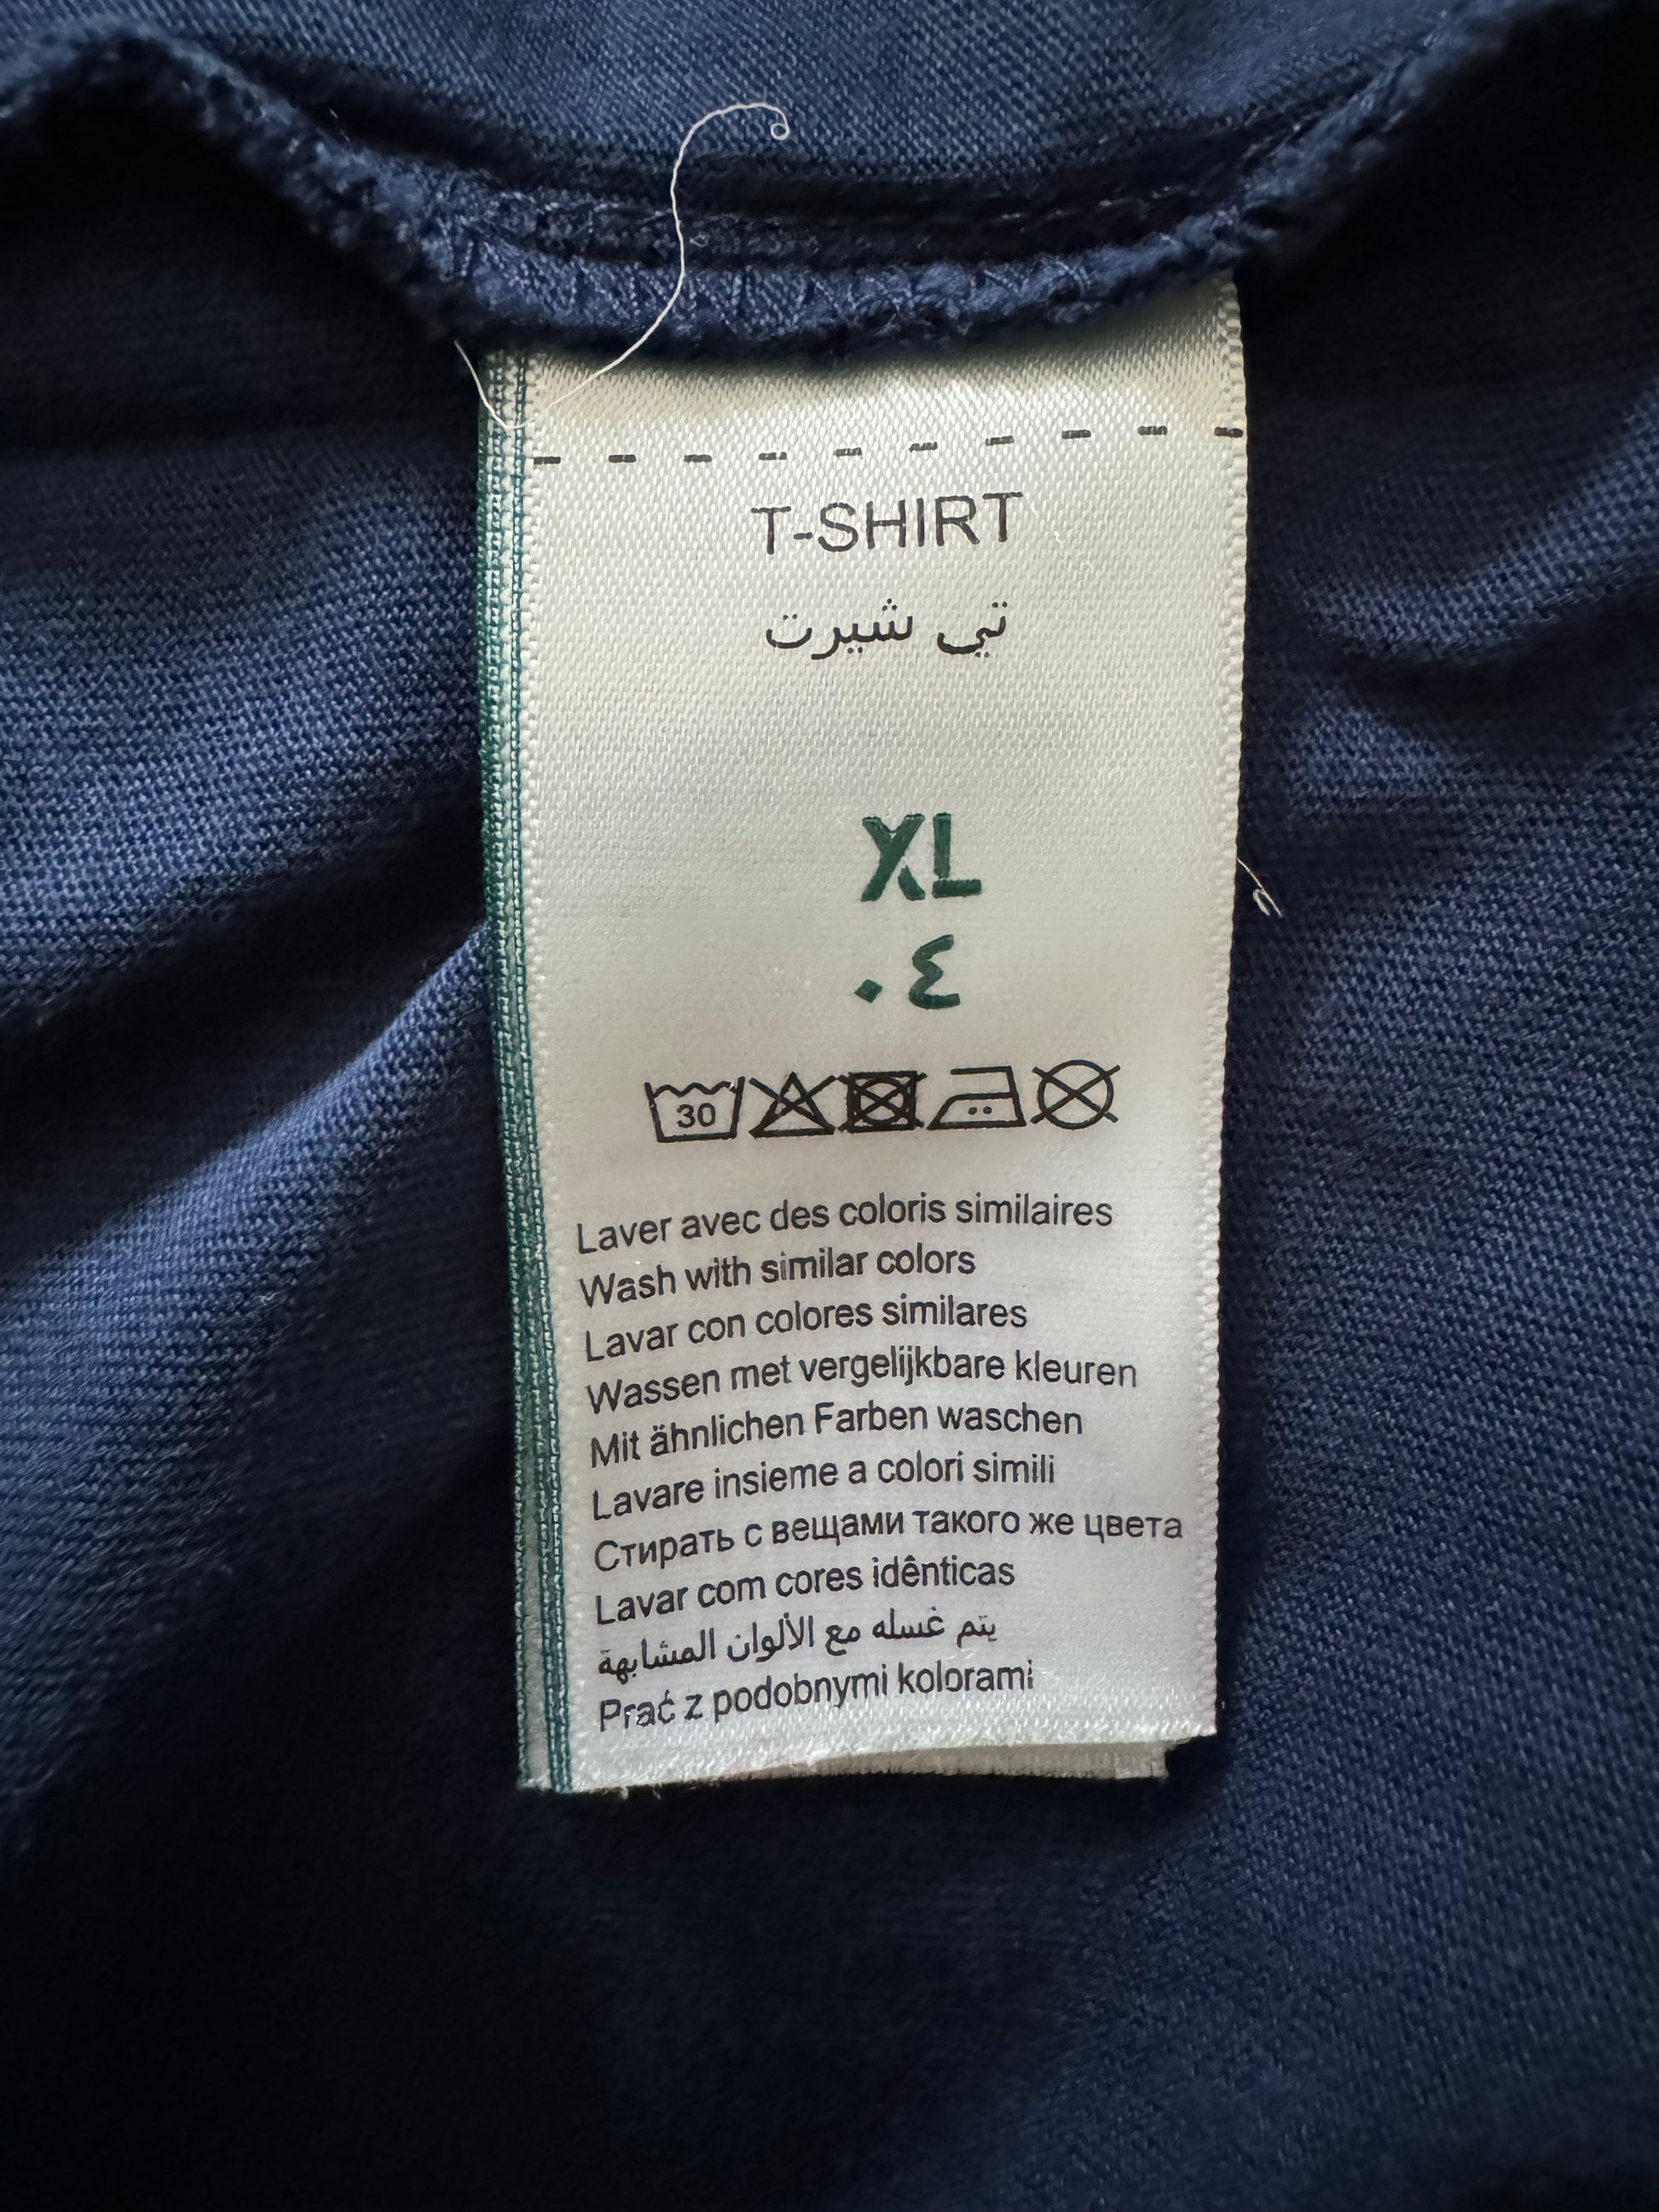 T-SHIRT
تي شيرت
XL
٤٠
30
Laver avec des coloris similaires
Wash with similar colors
Lavar con colores similares
Wassen met vergelijkbare kleuren
Mit ähnlichen Farben waschen
Lavare insieme a colori simili
Стирать с вещами такого же цвета
Lavar com cores idênticas
يتم غسله مع الألوان المشابهة
Prać z podobnymi kolorami